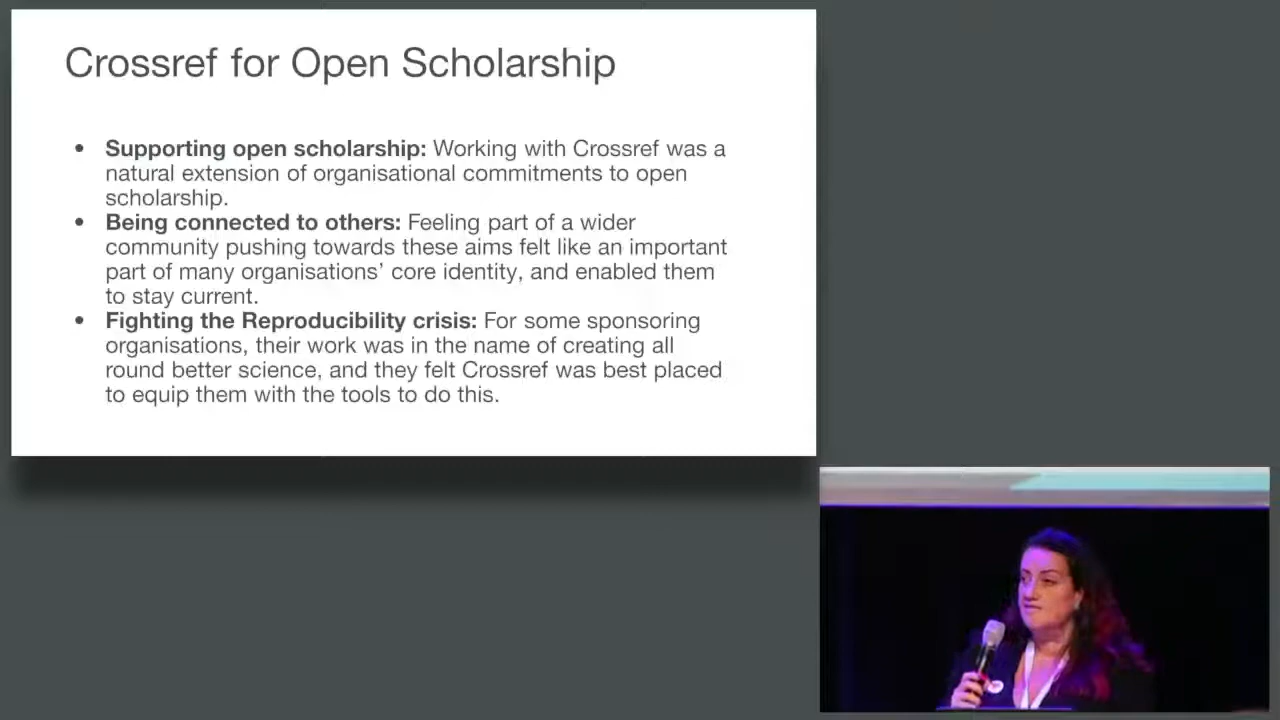 Crossref for Open Scholarship
• Supporting open scholarship: Working with Crossref was a
natural extension of organisational commitments to open
scholarship.
• Being connected to others: Feeling part of a wider
community pushing towards these aims felt like an important
part of many organisations’ core identity, and enabled them
to stay current.
• Fighting the Reproducibility crisis: For some sponsoring
organisations, their work was in the name of creating all
round better science, and they felt Crossref was best placed
to equip them with the tools to do this.